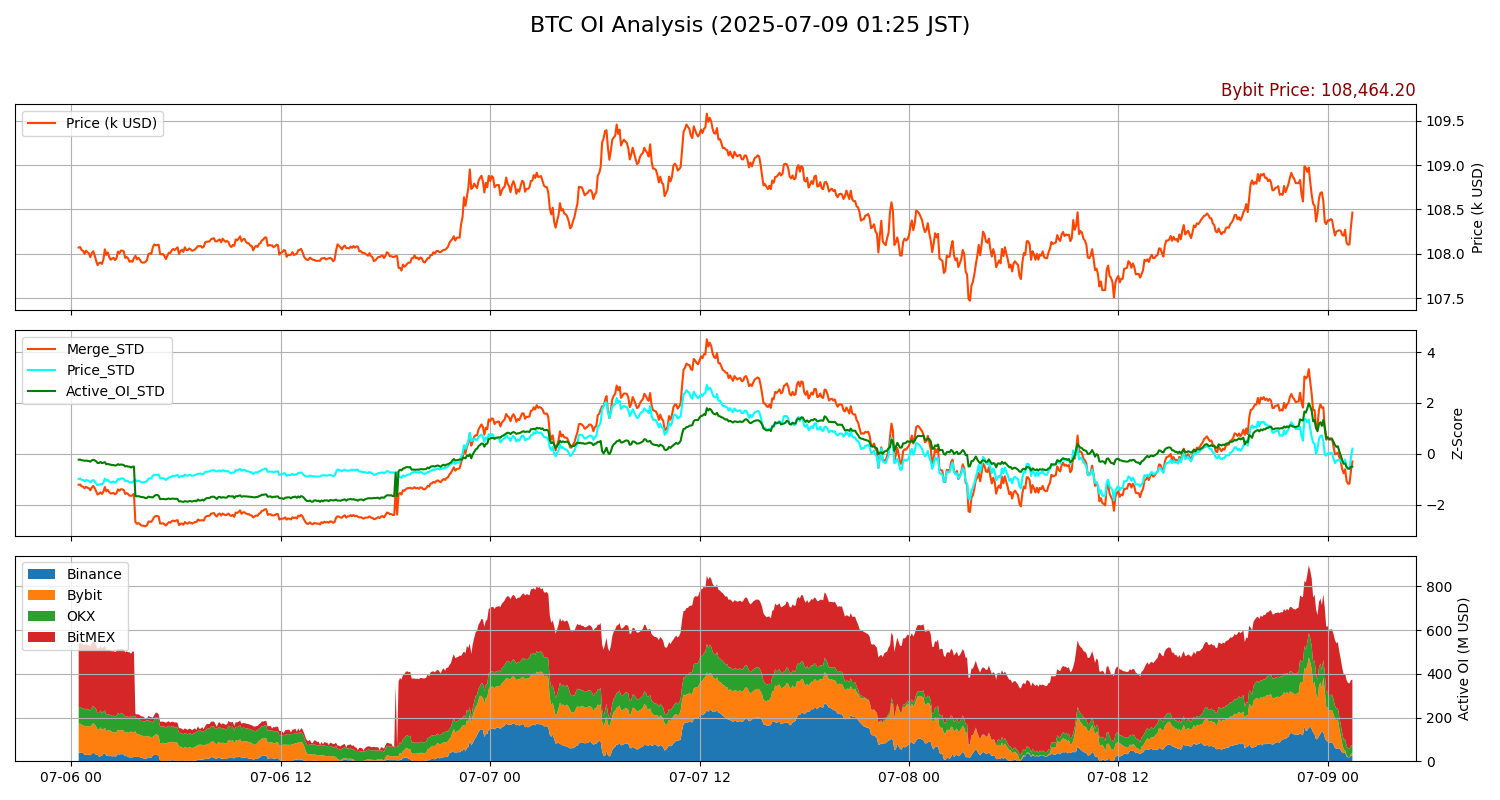 BTC OI Analysis (2025-07-09 01:25 JST)
Bybit Price: 108,464.20
Price (k USD)
109.5
109.0
108.5
108.0
107.5
Price (k USD)
Merge_STD
Price_STD
Active_OI_STD
4
2
0
−2
Z-Score
Binance
Bybit
OKX
BitMEX
800
600
400
200
0
Active OI (M USD)
07-06 00
07-06 12
07-07 00
07-07 12
07-08 00
07-08 12
07-09 00